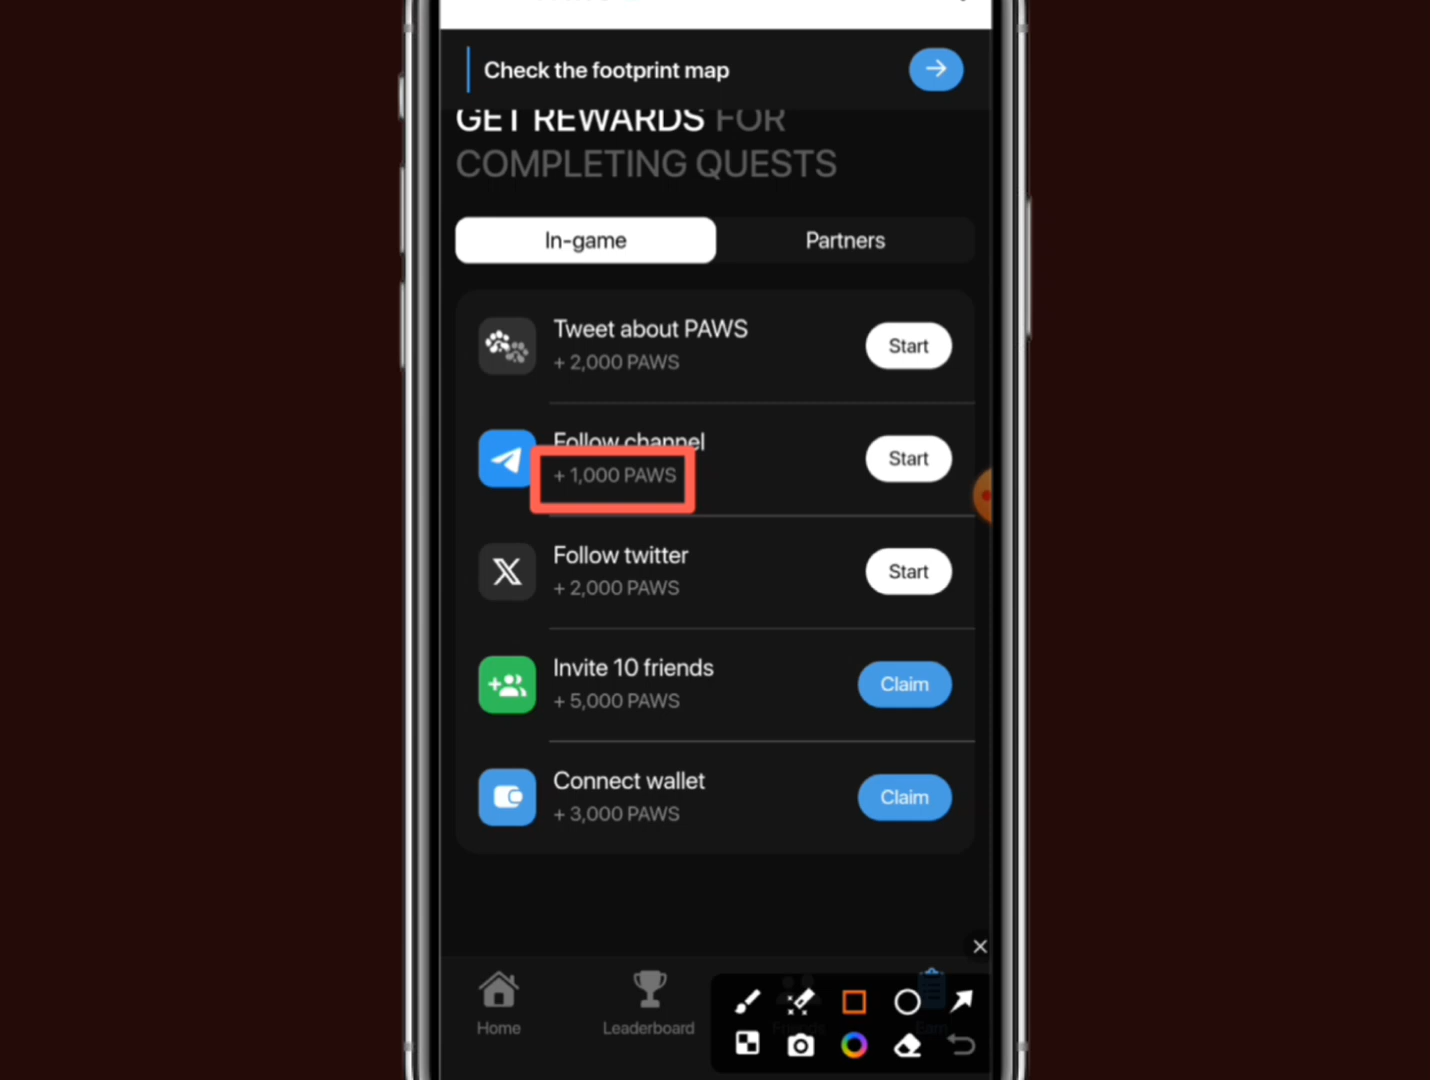 Check the footprint map
GET REWARDS FOR
COMPLETING QUESTS
In-game
Partners
Tweet about PAWS
+ 2,000 PAWS
Start
Follow channel
+ 1,000 PAWS
Start
Follow twitter
+ 2,000 PAWS
Start
Invite 10 friends
+ 5,000 PAWS
Claim
Connect wallet
+ 3,000 PAWS
Claim
Home
Leaderboard
Friends
Earn